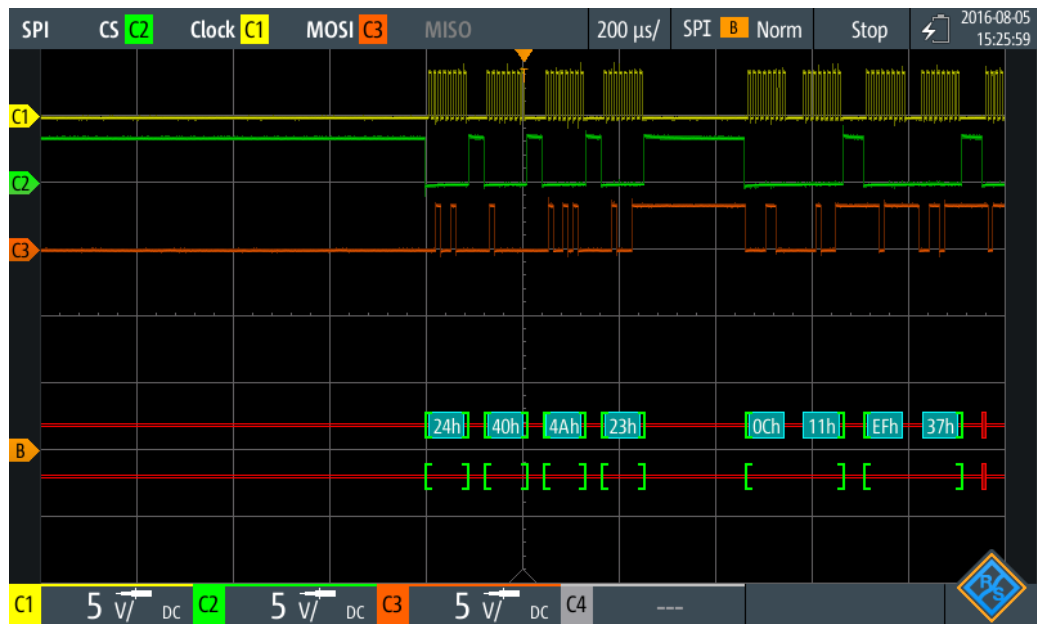 SPI CS C2 Clock C1 MOSI C3 MISO 200 µs/ SPI B Norm Stop 2016-08-05
15:25:59
T
C1
C2
C3
24h 40h 4Ah 23h 0Ch 11h EFh 37h
B
C1 5 V/ DC C2 5 V/ DC C3 5 V/ DC C4 ---
R S